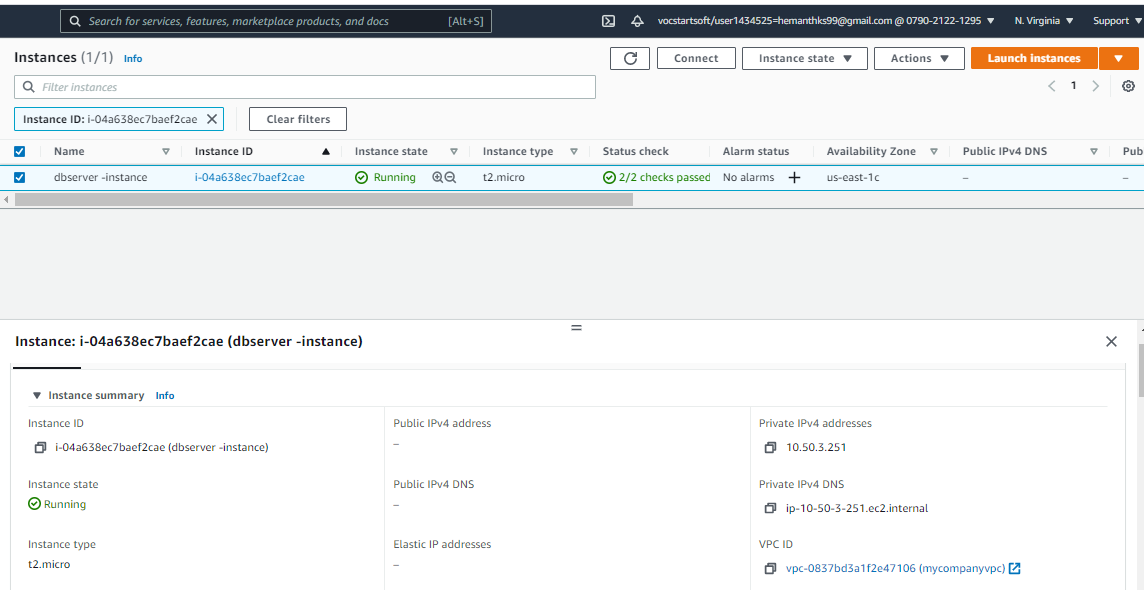 Search for services, features, marketplace products, and docs [Alt+S] vocstartsoft/user1434525=hemanthks99@gmail.com @ 0790-2122-1295 N. Virginia Support
Instances (1/1) Info Connect Instance state Actions Launch instances
Filter instances 1
Instance ID: i-04a638ec7baef2cae Clear filters
Name Instance ID Instance state Instance type Status check Alarm status Availability Zone Public IPv4 DNS Pub
dbserver -instance i-04a638ec7baef2cae Running t2.micro 2/2 checks passed No alarms + us-east-1c – –
Instance: i-04a638ec7baef2cae (dbserver -instance)
Instance summary Info
Instance ID Public IPv4 address Private IPv4 addresses
i-04a638ec7baef2cae (dbserver -instance) – 10.50.3.251
Instance state Public IPv4 DNS Private IPv4 DNS
Running – ip-10-50-3-251.ec2.internal
Instance type Elastic IP addresses VPC ID
t2.micro – vpc-0837bd3a1f2e47106 (mycompanyvpc)